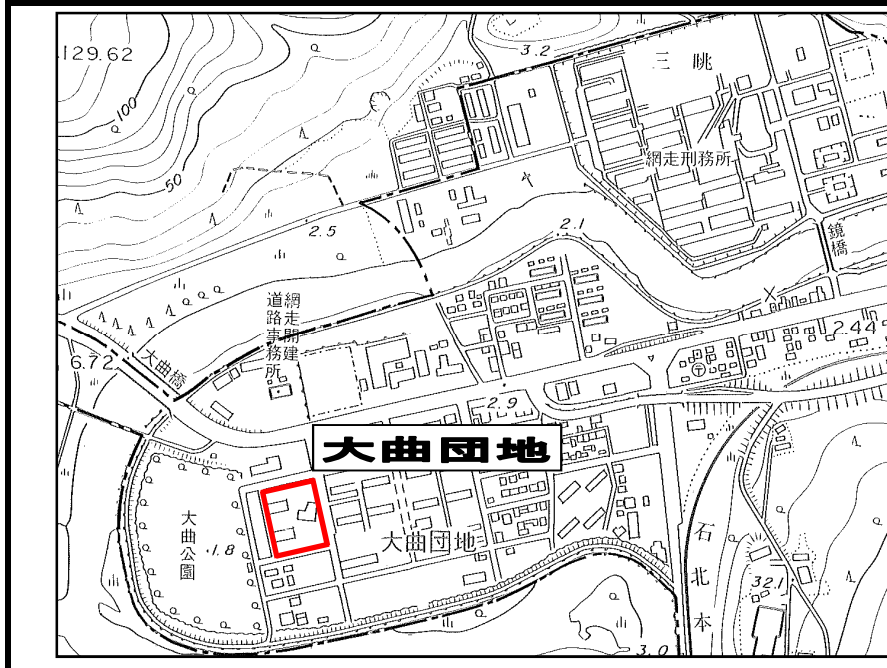 129.62
100
50
3.2
三眺
網走刑務所
2.5
2.1
鏡橋
網走開建
道路事務所
大曲橋
6.72
2.44
2.9
大曲団地
大曲団地
大曲公園
1.8
石北本
32.1
3.0